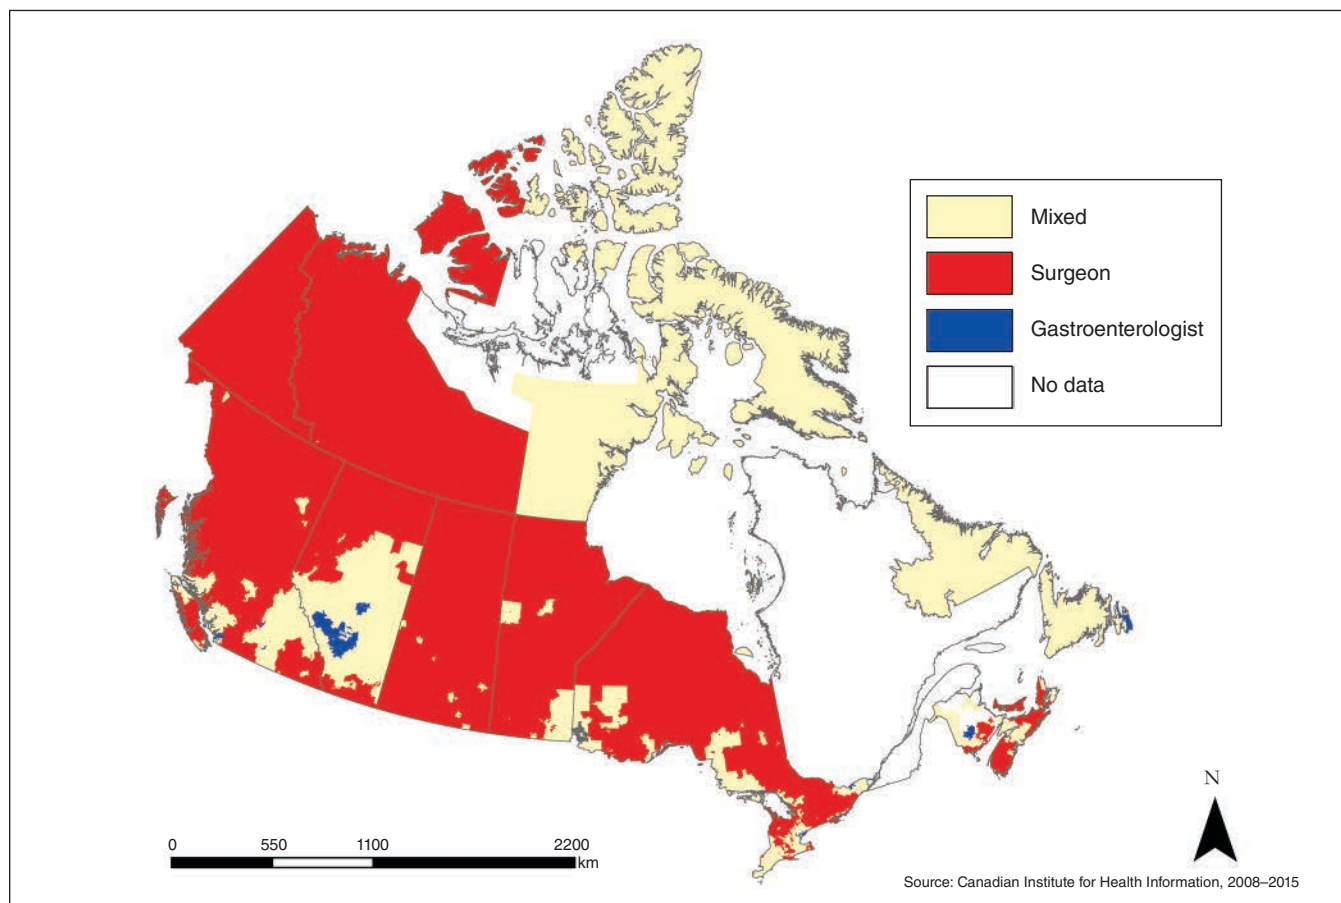 Mixed
Surgeon
Gastroenterologist
No data
N
0 550 1100 2200
km
Source: Canadian Institute for Health Information, 2008–2015